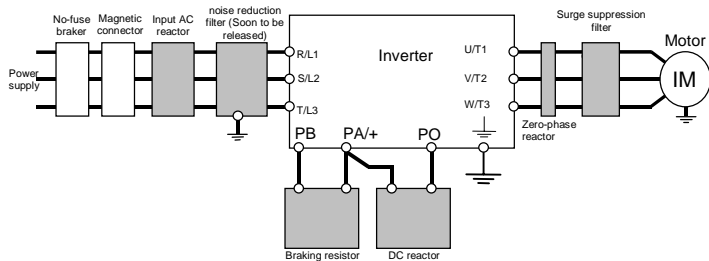 No-fuse
braker
Magnetic
connector
Input AC
reactor
noise reduction
filter (Soon to be
released)
Surge suppression
filter
Motor
Power
supply
R/L1
S/L2
T/L3
Inverter
U/T1
V/T2
W/T3
IM
Zero-phase
reactor
PB
PA/+
PO
Braking resistor
DC reactor